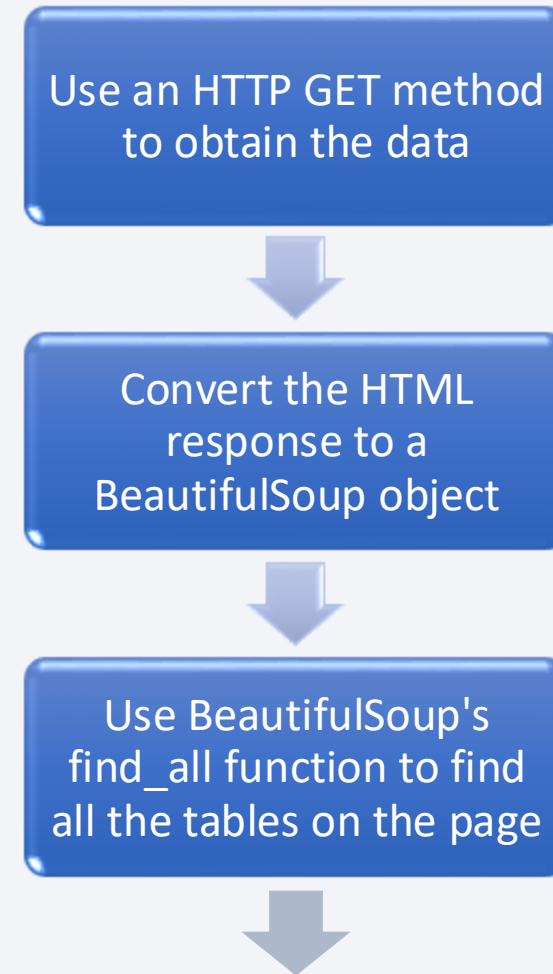 Use an HTTP GET method
to obtain the data
Convert the HTML
response to a
BeautifulSoup object
Use BeautifulSoup's
find_all function to find
all the tables on the page